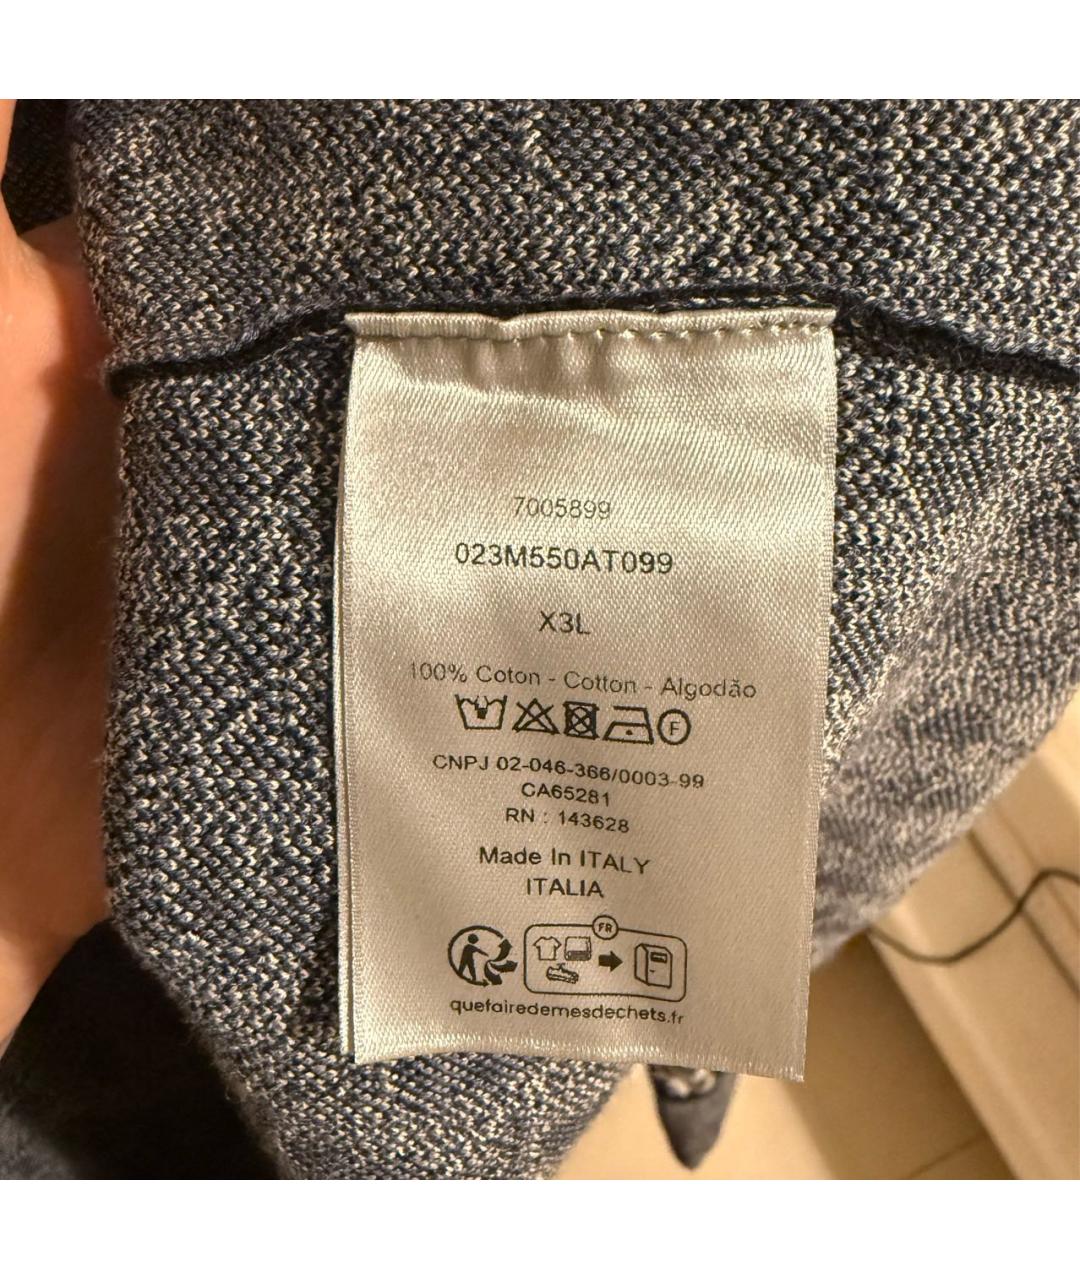 7005899
023M550AT099
X3L
100% Coton - Cotton - Algodão
F
CNPJ 02-046-366/0003-99
CA65281
RN : 143628
Made In ITALY
ITALIA
FR
quefairedemesdechets.fr